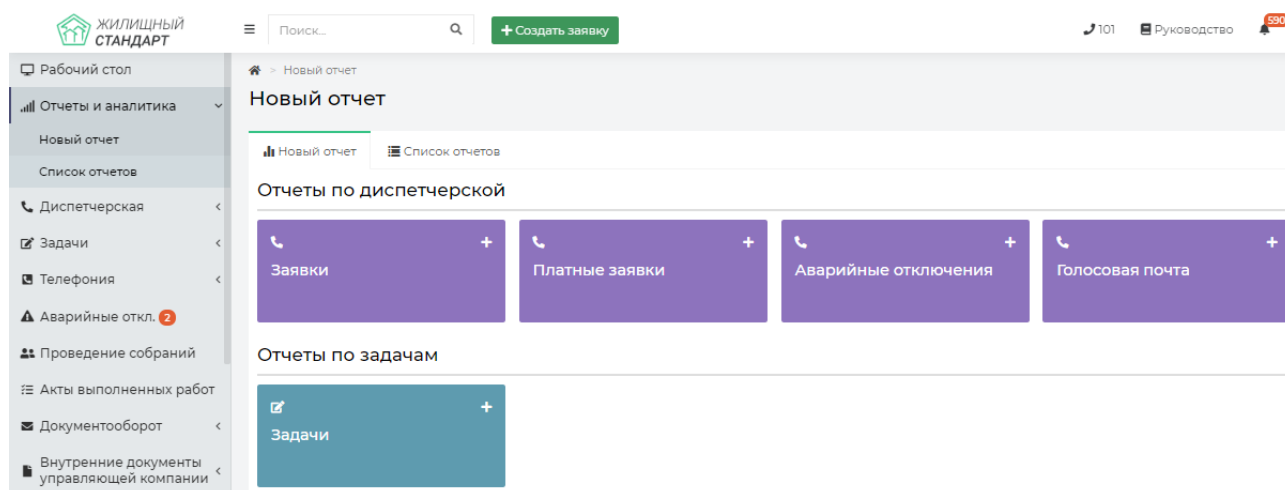 ЖИЛИЩНЫЙ
СТАНДАРТ
Поиск...
Создать заявку
101
Руководство
590
Рабочий стол
Отчеты и аналитика
Новый отчет
Список отчетов
Диспетчерская
Задачи
Телефония
Аварийные откл. 2
Проведение собраний
Акты выполненных работ
Документооборот
Внутренние документы
управляющей компании
> Новый отчет
Новый отчет
Новый отчет
Список отчетов
Отчеты по диспетчерской
Заявки
Платные заявки
Аварийные отключения
Голосовая почта
Отчеты по задачам
Задачи